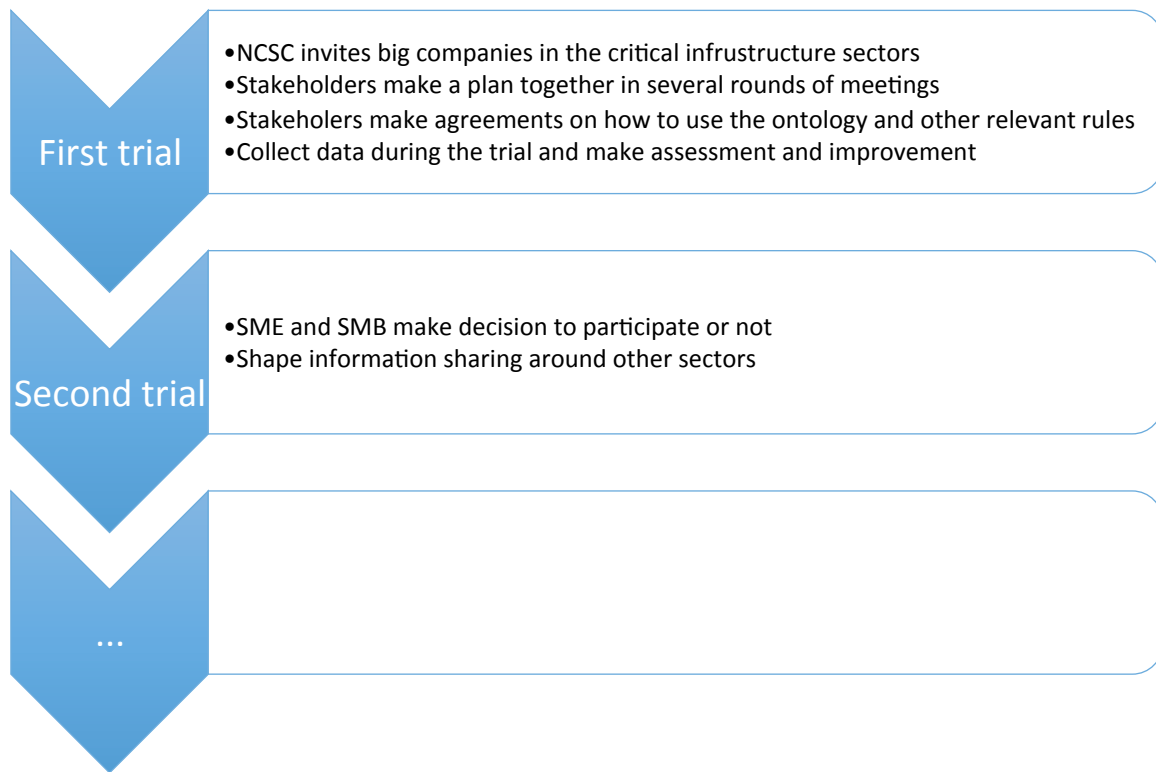 First trial
•NCSC invites big companies in the critical infrustructure sectors
•Stakeholders make a plan together in several rounds of meetings
•Stakeholers make agreements on how to use the ontology and other relevant rules
•Collect data during the trial and make assessment and improvement
Second trial
•SME and SMB make decision to participate or not
•Shape information sharing around other sectors
...